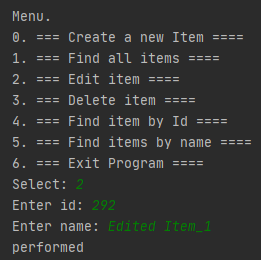 Menu.
0. === Create a new Item ====
1. === Find all items ====
2. === Edit item ====
3. === Delete item ====
4. === Find item by Id ====
5. === Find items by name ====
6. === Exit Program ====
Select: 2
Enter id: 292
Enter name: Edited Item_1
performed